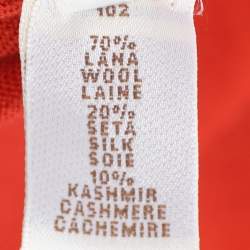 102
70%
LANA
WOOL
LAINE
20%
SETA
SILK
SOIE
10%
KASHMIR
CASHMERE
CACHEMIRE